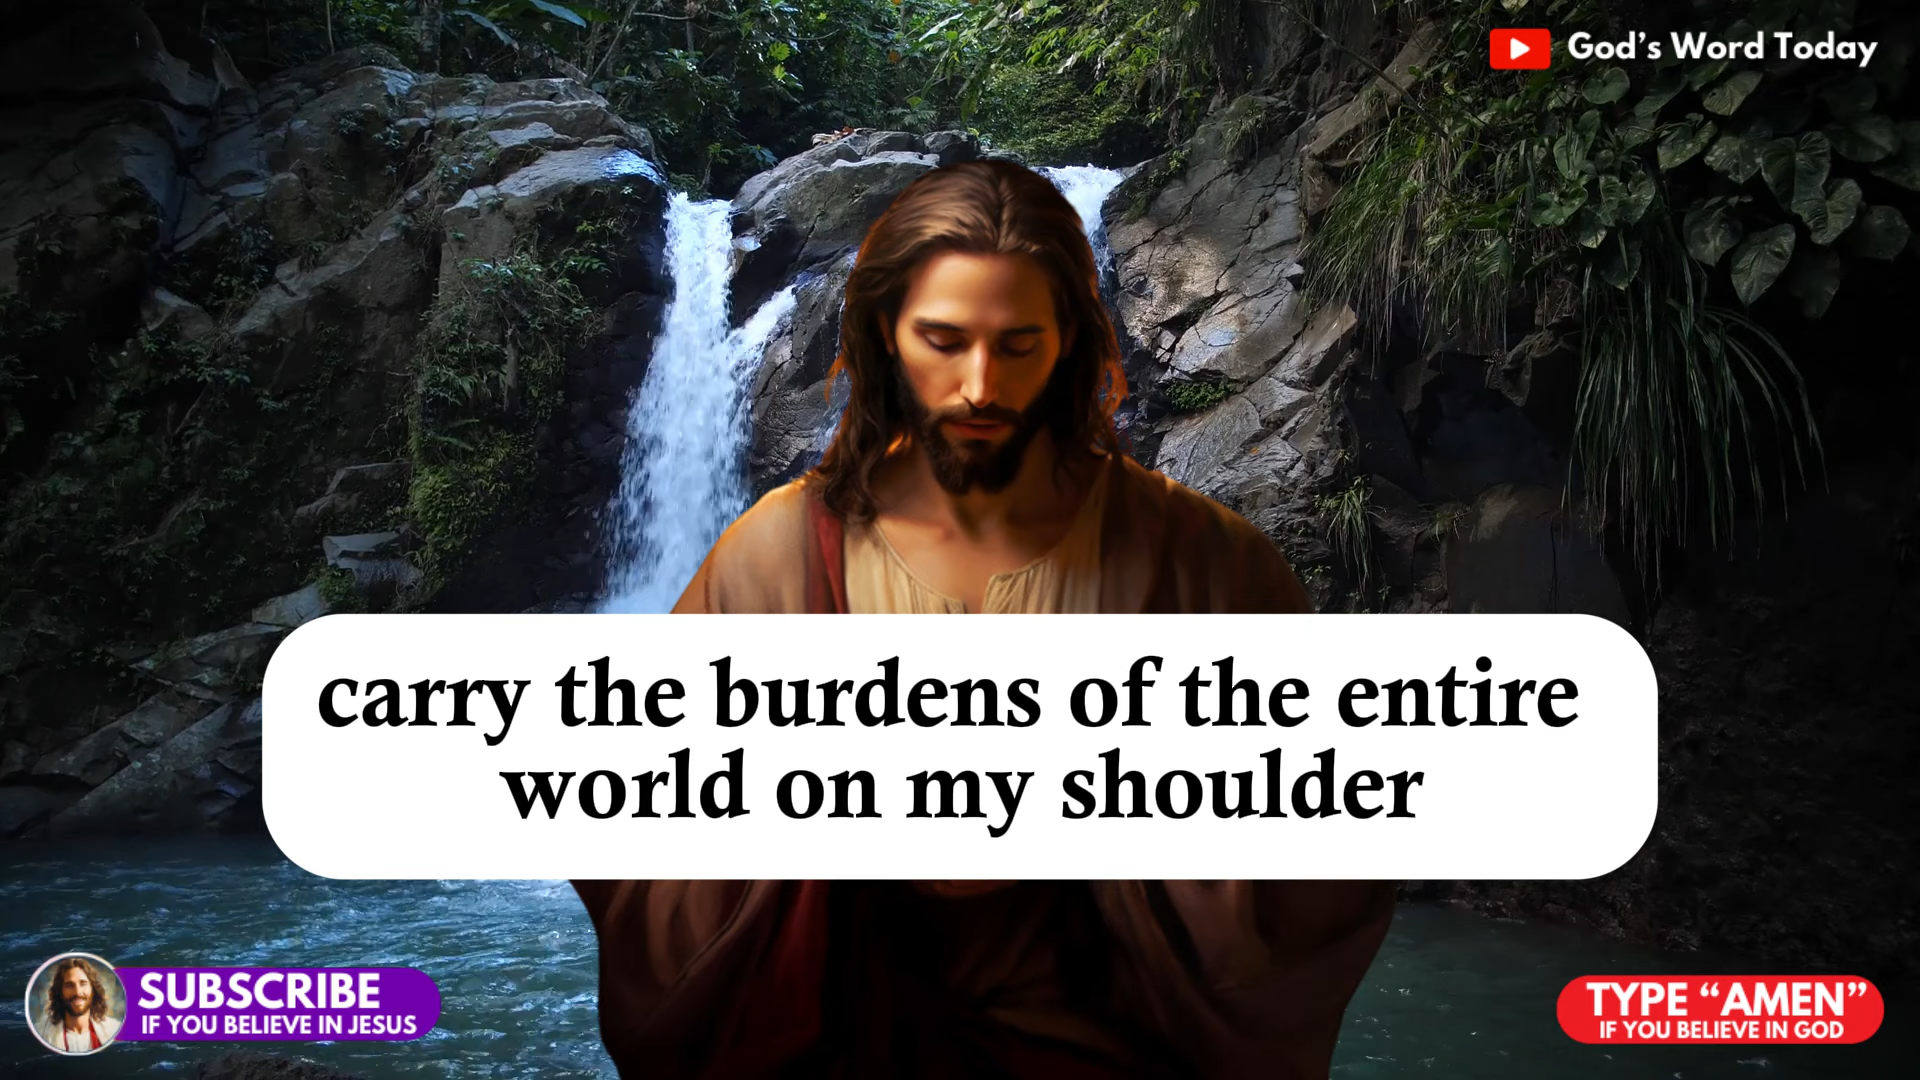 God's Word Today
carry the burdens of the entire
world on my shoulder
SUBSCRIBE
IF YOU BELIEVE IN JESUS
TYPE “AMEN”
IF YOU BELIEVE IN GOD